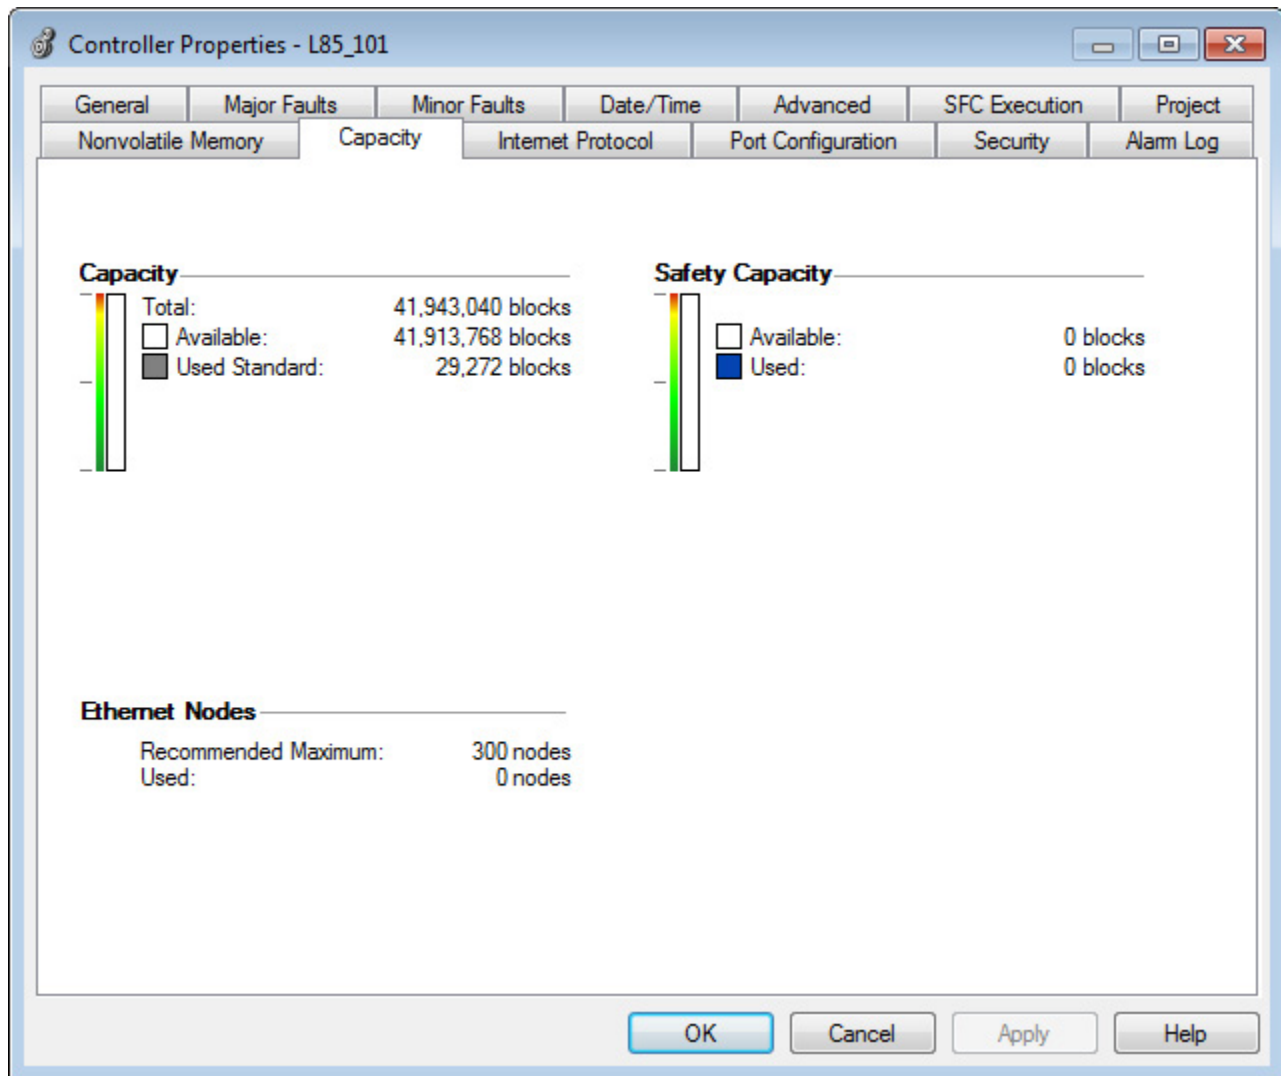 Controller Properties - L85_101
General Major Faults Minor Faults Date/Time Advanced SFC Execution Project
Nonvolatile Memory Capacity Internet Protocol Port Configuration Security Alarm Log
Capacity
Total: 41,943,040 blocks
Available: 41,913,768 blocks
Used Standard: 29,272 blocks
Safety Capacity
Available: 0 blocks
Used: 0 blocks
Ethernet Nodes
Recommended Maximum: 300 nodes
Used: 0 nodes
OK Cancel Apply Help